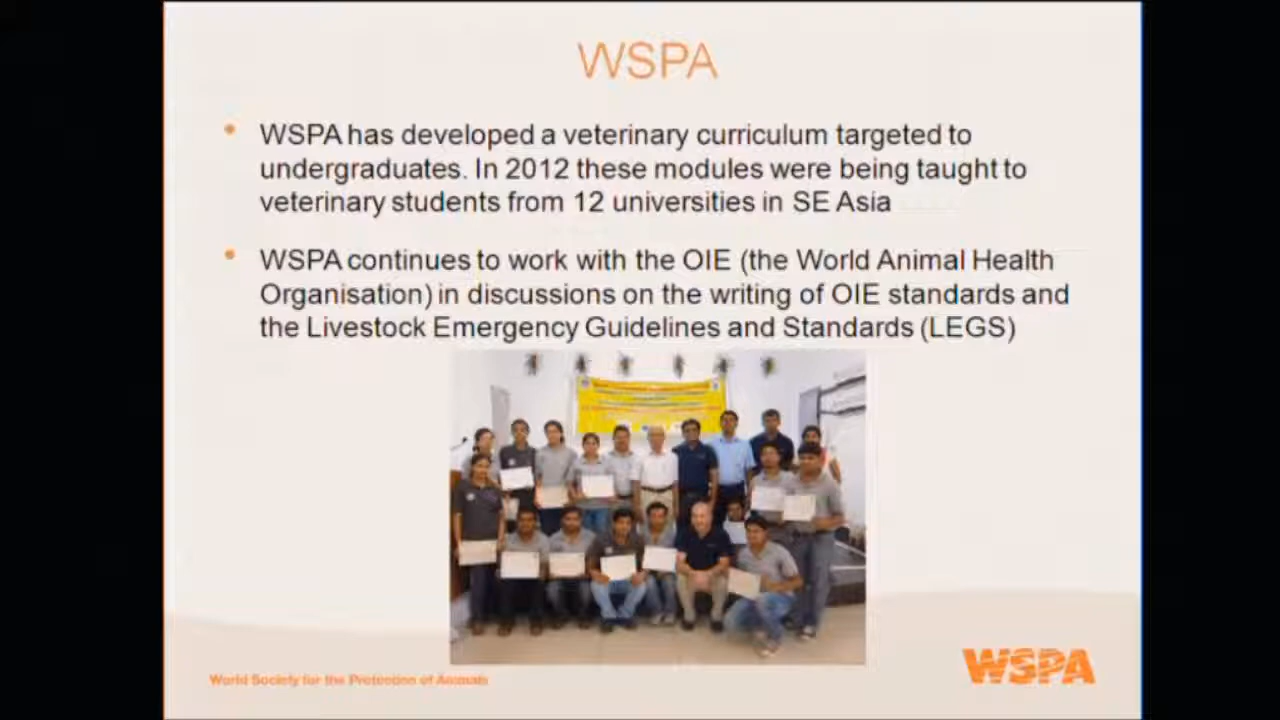 WSPA
• WSPA has developed a veterinary curriculum targeted to
undergraduates. In 2012 these modules were being taught to
veterinary students from 12 universities in SE Asia
• WSPA continues to work with the OIE (the World Animal Health
Organisation) in discussions on the writing of OIE standards and
the Livestock Emergency Guidelines and Standards (LEGS)
World Society for the Protection of Animals
WSPA